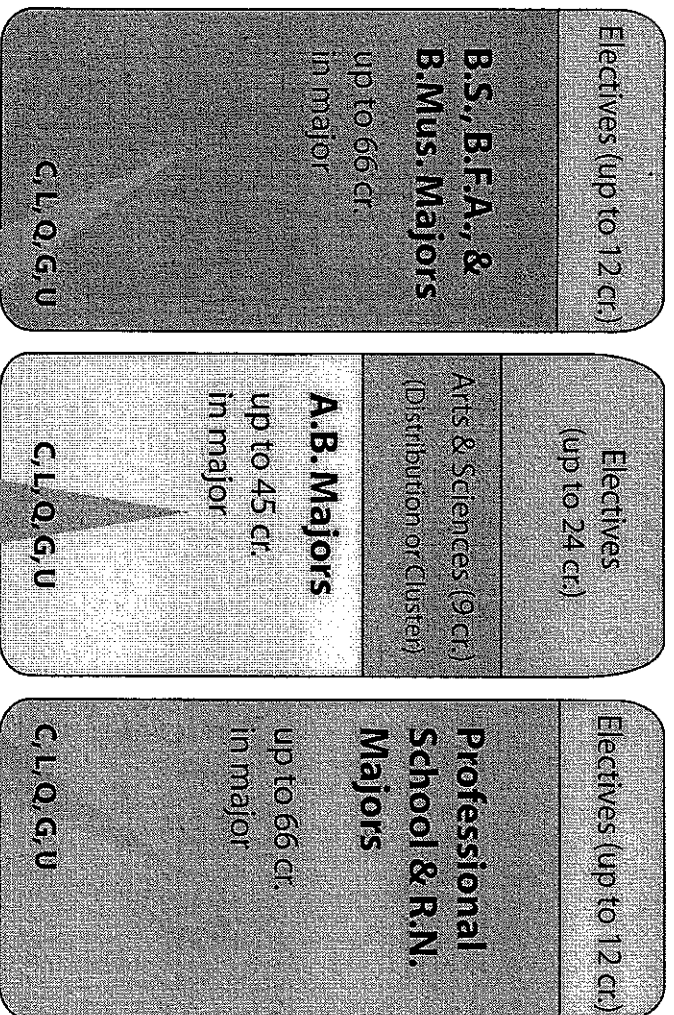 Electives (up to 12 cr.)
B.S., B.F.A., &
B.Mus. Majors
up to 66 cr.
in major
C, L, Q, G, U
Electives
(up to 24 cr.)
Arts & Sciences (9 cr.)
(Distribution or Cluster)
A.B. Majors
up to 45 cr.
in major
C, L, Q, G, U
Electives (up to 12 cr.)
Professional
School & R.N.
Majors
up to 66 cr.
in major
C, L, Q, G, U